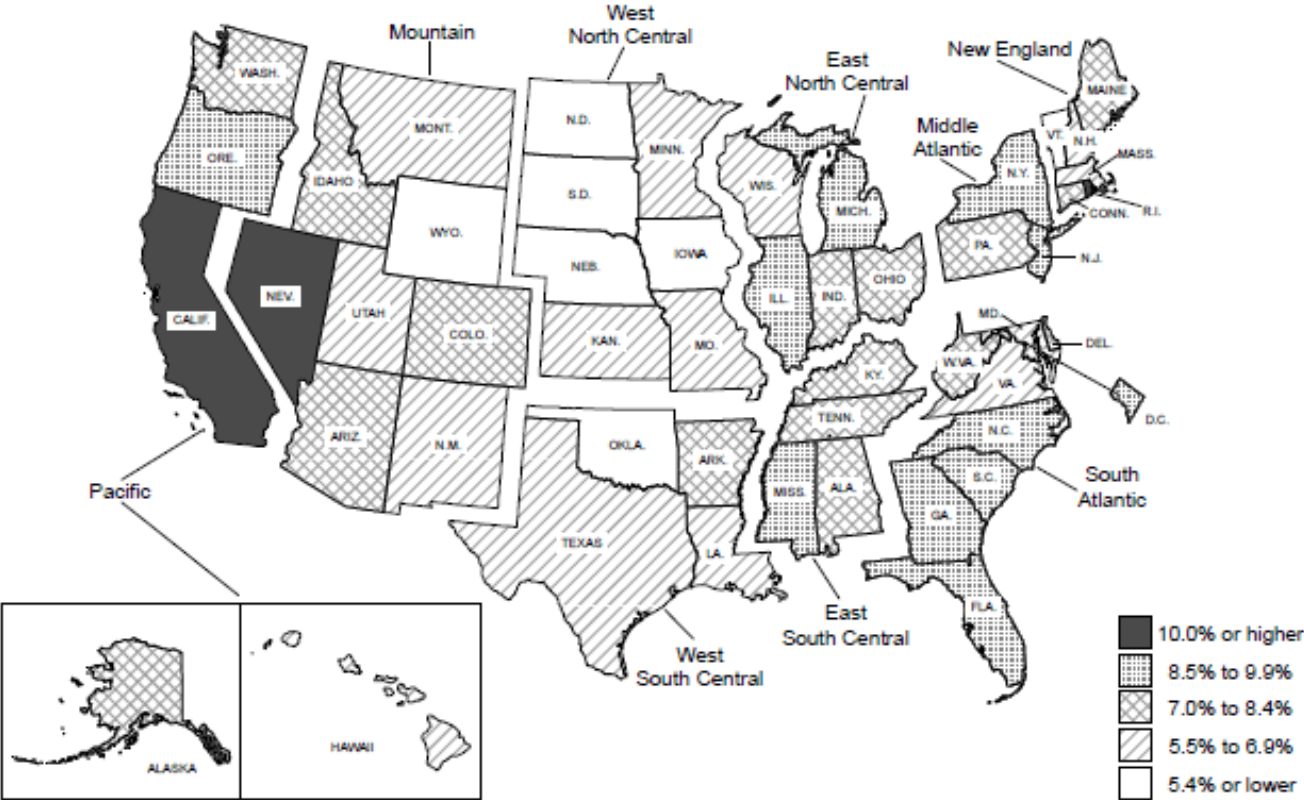 West
North Central
Mountain
New England
East
North Central
Middle
Atlantic
WASH.
MAINE
MONT.
N.D.
MINN.
VT.
N.H.
MASS.
ORE.
IDAHO
S.D.
WIS.
N.Y.
MICH.
CONN.
R.I.
WYO.
NEB.
IOWA
PA.
N.J.
OHIO
NEV.
ILL.
IND.
CALIF.
UTAH
COLO.
KAN.
MO.
MD.
DEL.
W.VA.
VA.
KY.
D.C.
TENN.
N.C.
ARIZ.
N.M.
OKLA.
ARK.
S.C.
South
Atlantic
Pacific
MISS.
ALA.
GA.
TEXAS
LA.
FLA.
East
South Central
West
South Central
HAWAII
ALASKA
10.0% or higher
8.5% to 9.9%
7.0% to 8.4%
5.5% to 6.9%
5.4% or lower